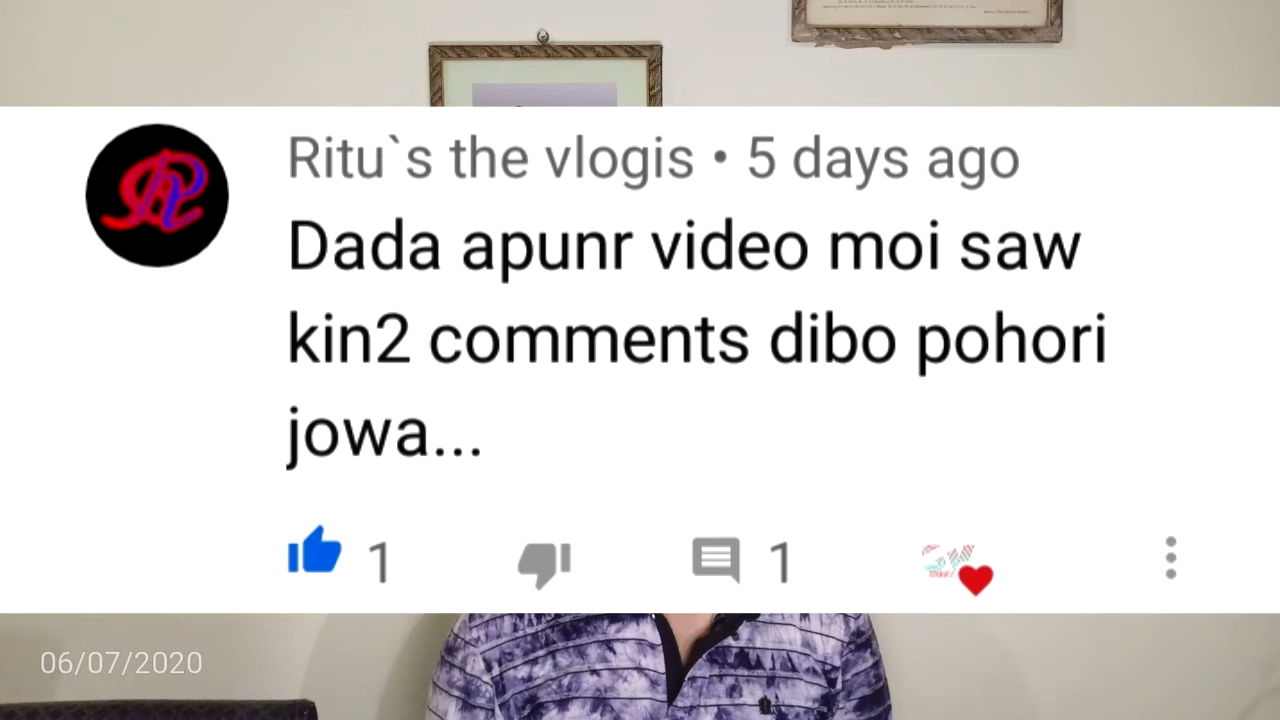 Ritu`s the vlogis • 5 days ago
Dada apunr video moi saw
kin2 comments dibo pohori
jowa...
1
1
06/07/2020